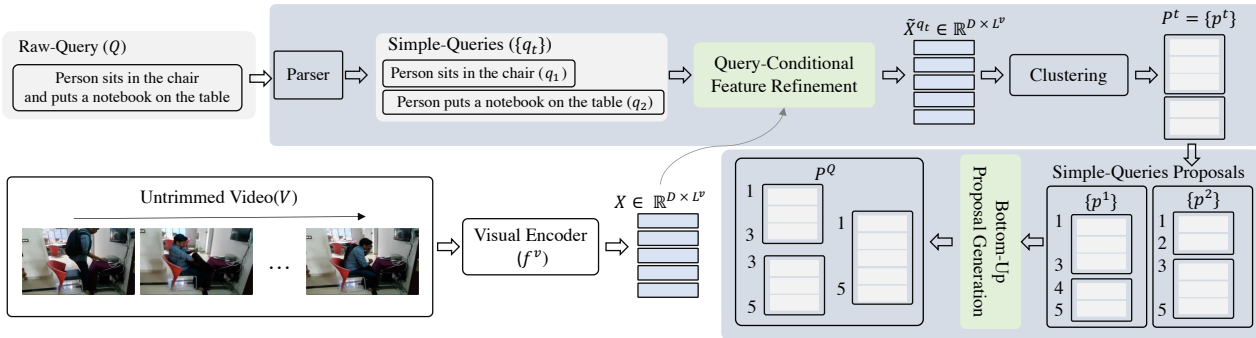 Raw-Query (Q)
Person sits in the chair
and puts a notebook on the table
Parser
Simple-Queries ({q_t})
Person sits in the chair (q_1)
Person puts a notebook on the table (q_2)
Query-Conditional
Feature Refinement
X̃^{q_t} ∈ ℝ^{D × L^v}
Clustering
P^t = {p^t}
Untrimmed Video(V)
...
Visual Encoder
(f^v)
X ∈ ℝ^{D × L^v}
P^Q
1
3
3
5
1
5
Bottom-Up
Proposal Generation
Simple-Queries Proposals
{p^1}
1
3
4
5
{p^2}
1
2
3
5